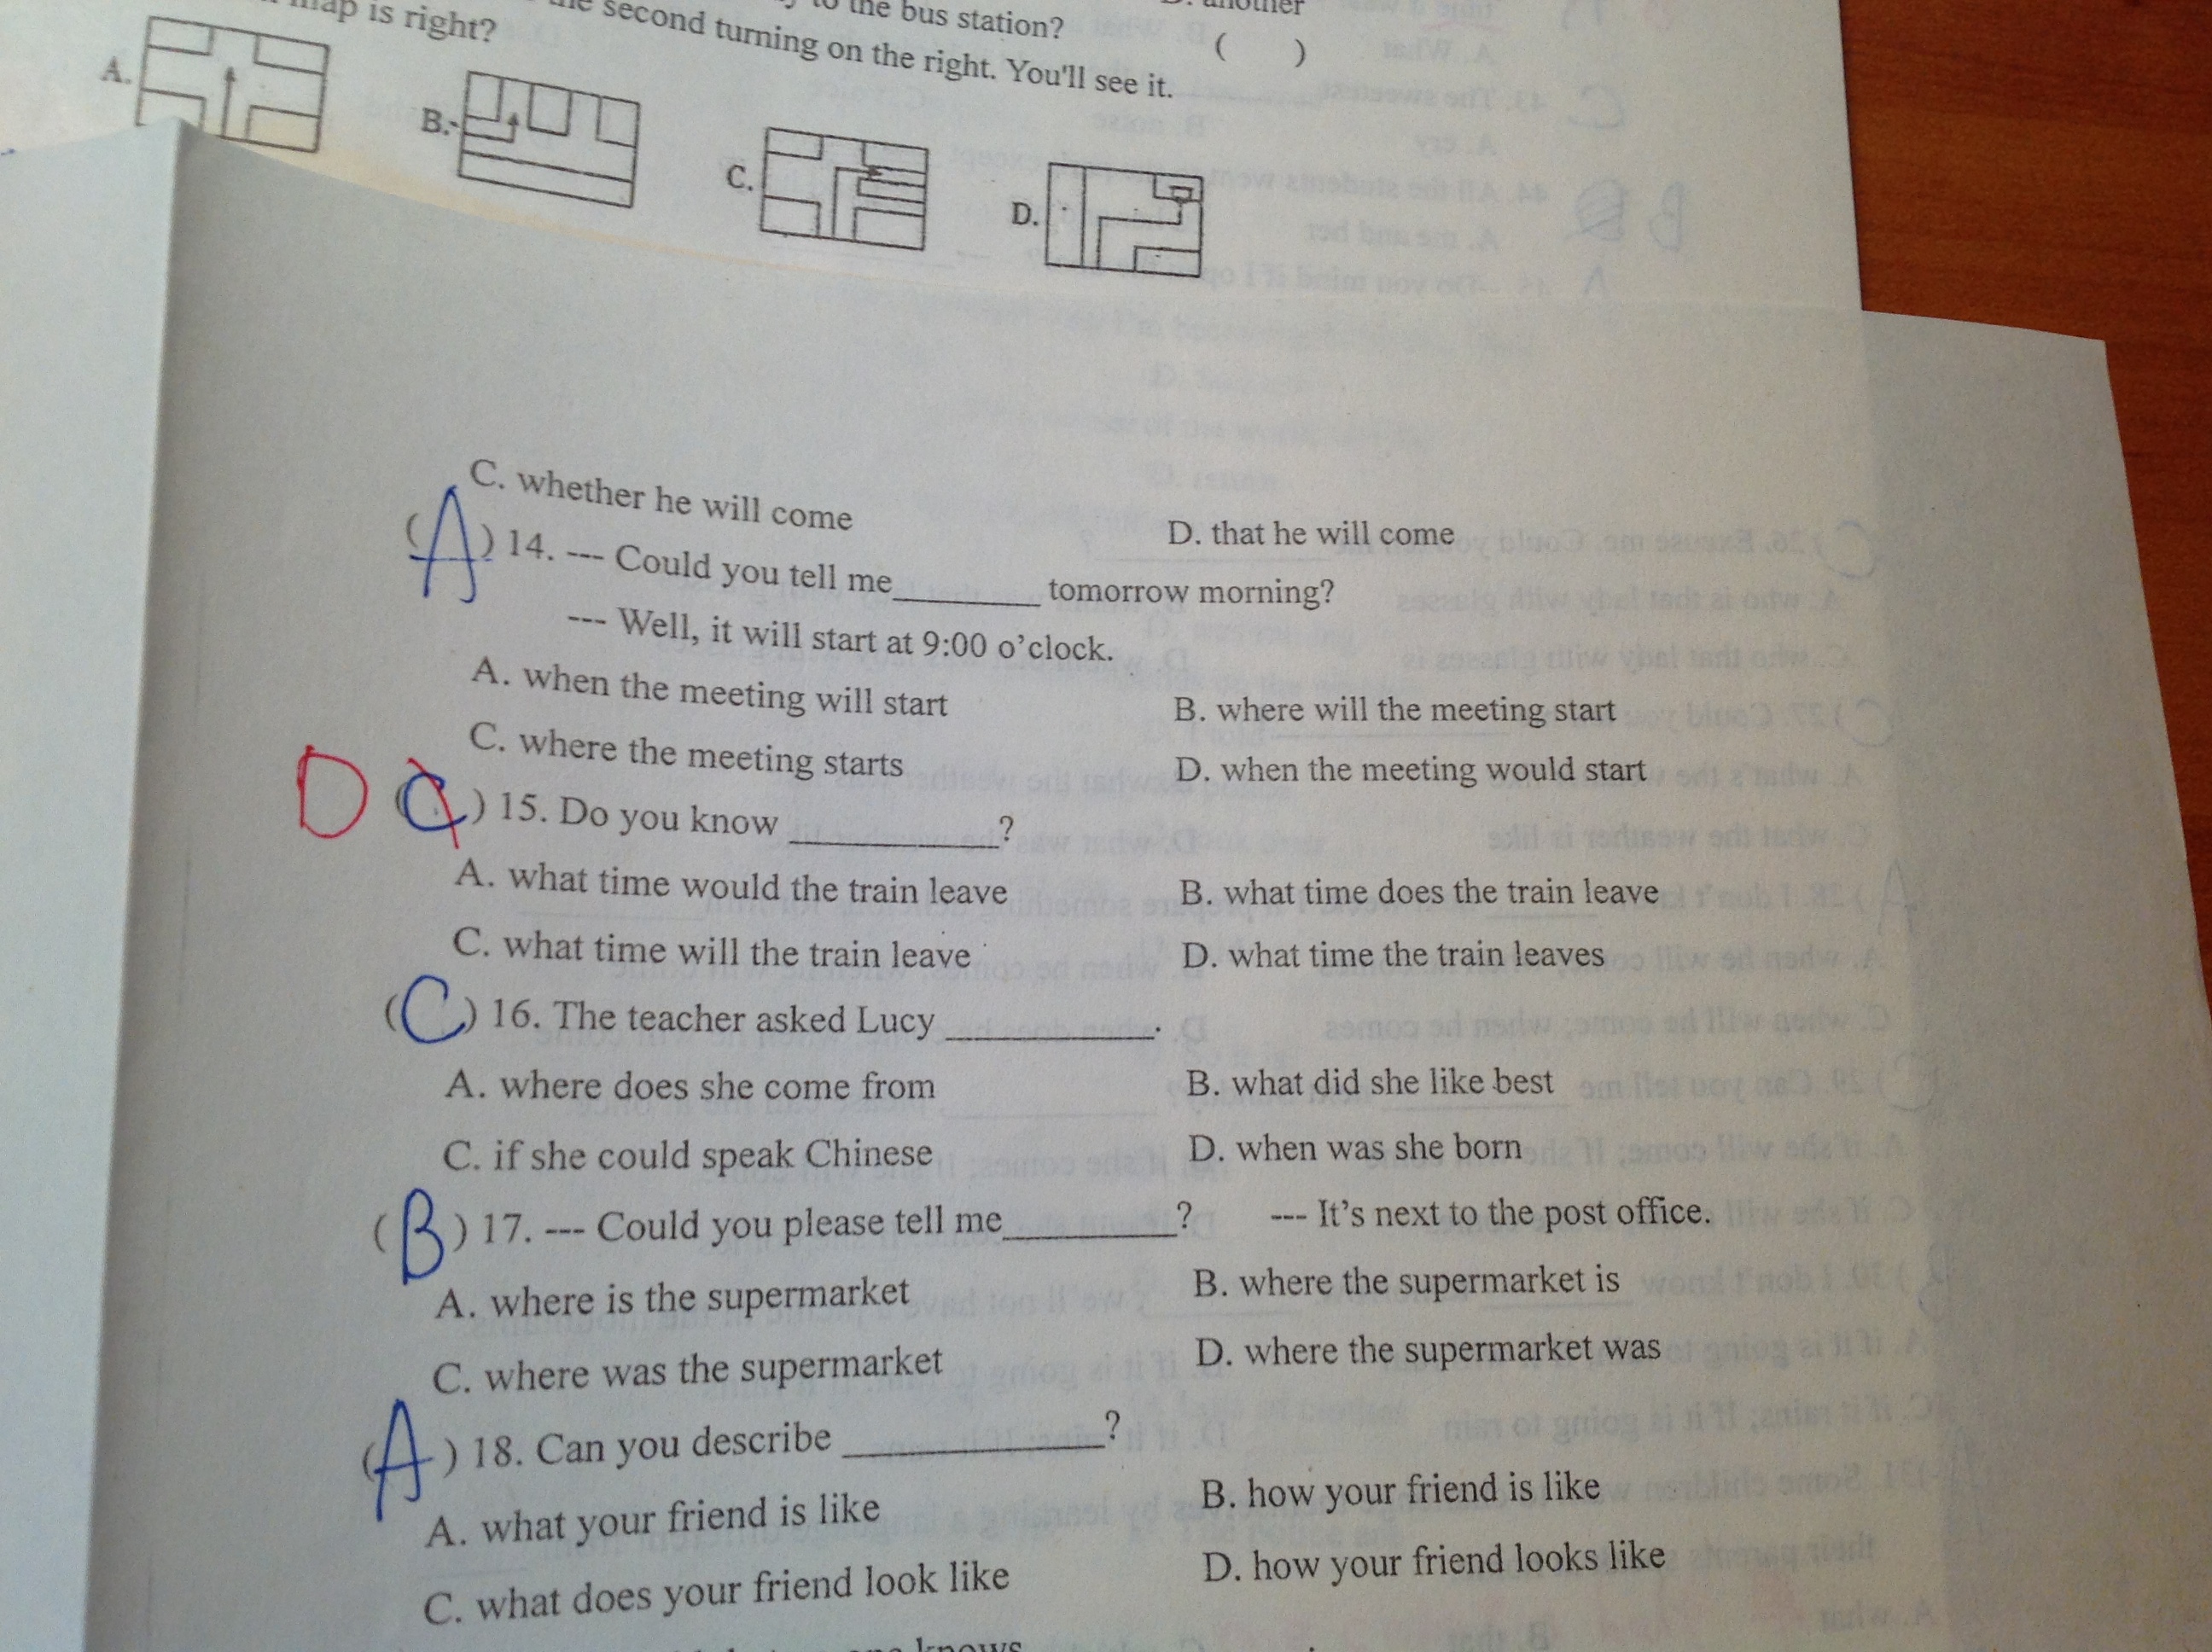 to the bus station?
another
map is right?
second turning on the right. You'll see it.
( )
A.
B.
C.
D.
C. whether he will come
D. that he will come
(A) 14. --- Could you tell me________ tomorrow morning?
--- Well, it will start at 9:00 o’clock.
A. when the meeting will start
B. where will the meeting start
C. where the meeting starts
D. when the meeting would start
D (C) 15. Do you know ____________?
A. what time would the train leave
B. what time does the train leave
C. what time will the train leave
D. what time the train leaves
(C) 16. The teacher asked Lucy ____________.
A. where does she come from
B. what did she like best
C. if she could speak Chinese
D. when was she born
(B) 17. --- Could you please tell me__________? --- It’s next to the post office.
A. where is the supermarket
B. where the supermarket is
C. where was the supermarket
D. where the supermarket was
(A) 18. Can you describe _______________?
A. what your friend is like
B. how your friend is like
C. what does your friend look like
D. how your friend looks like
knows